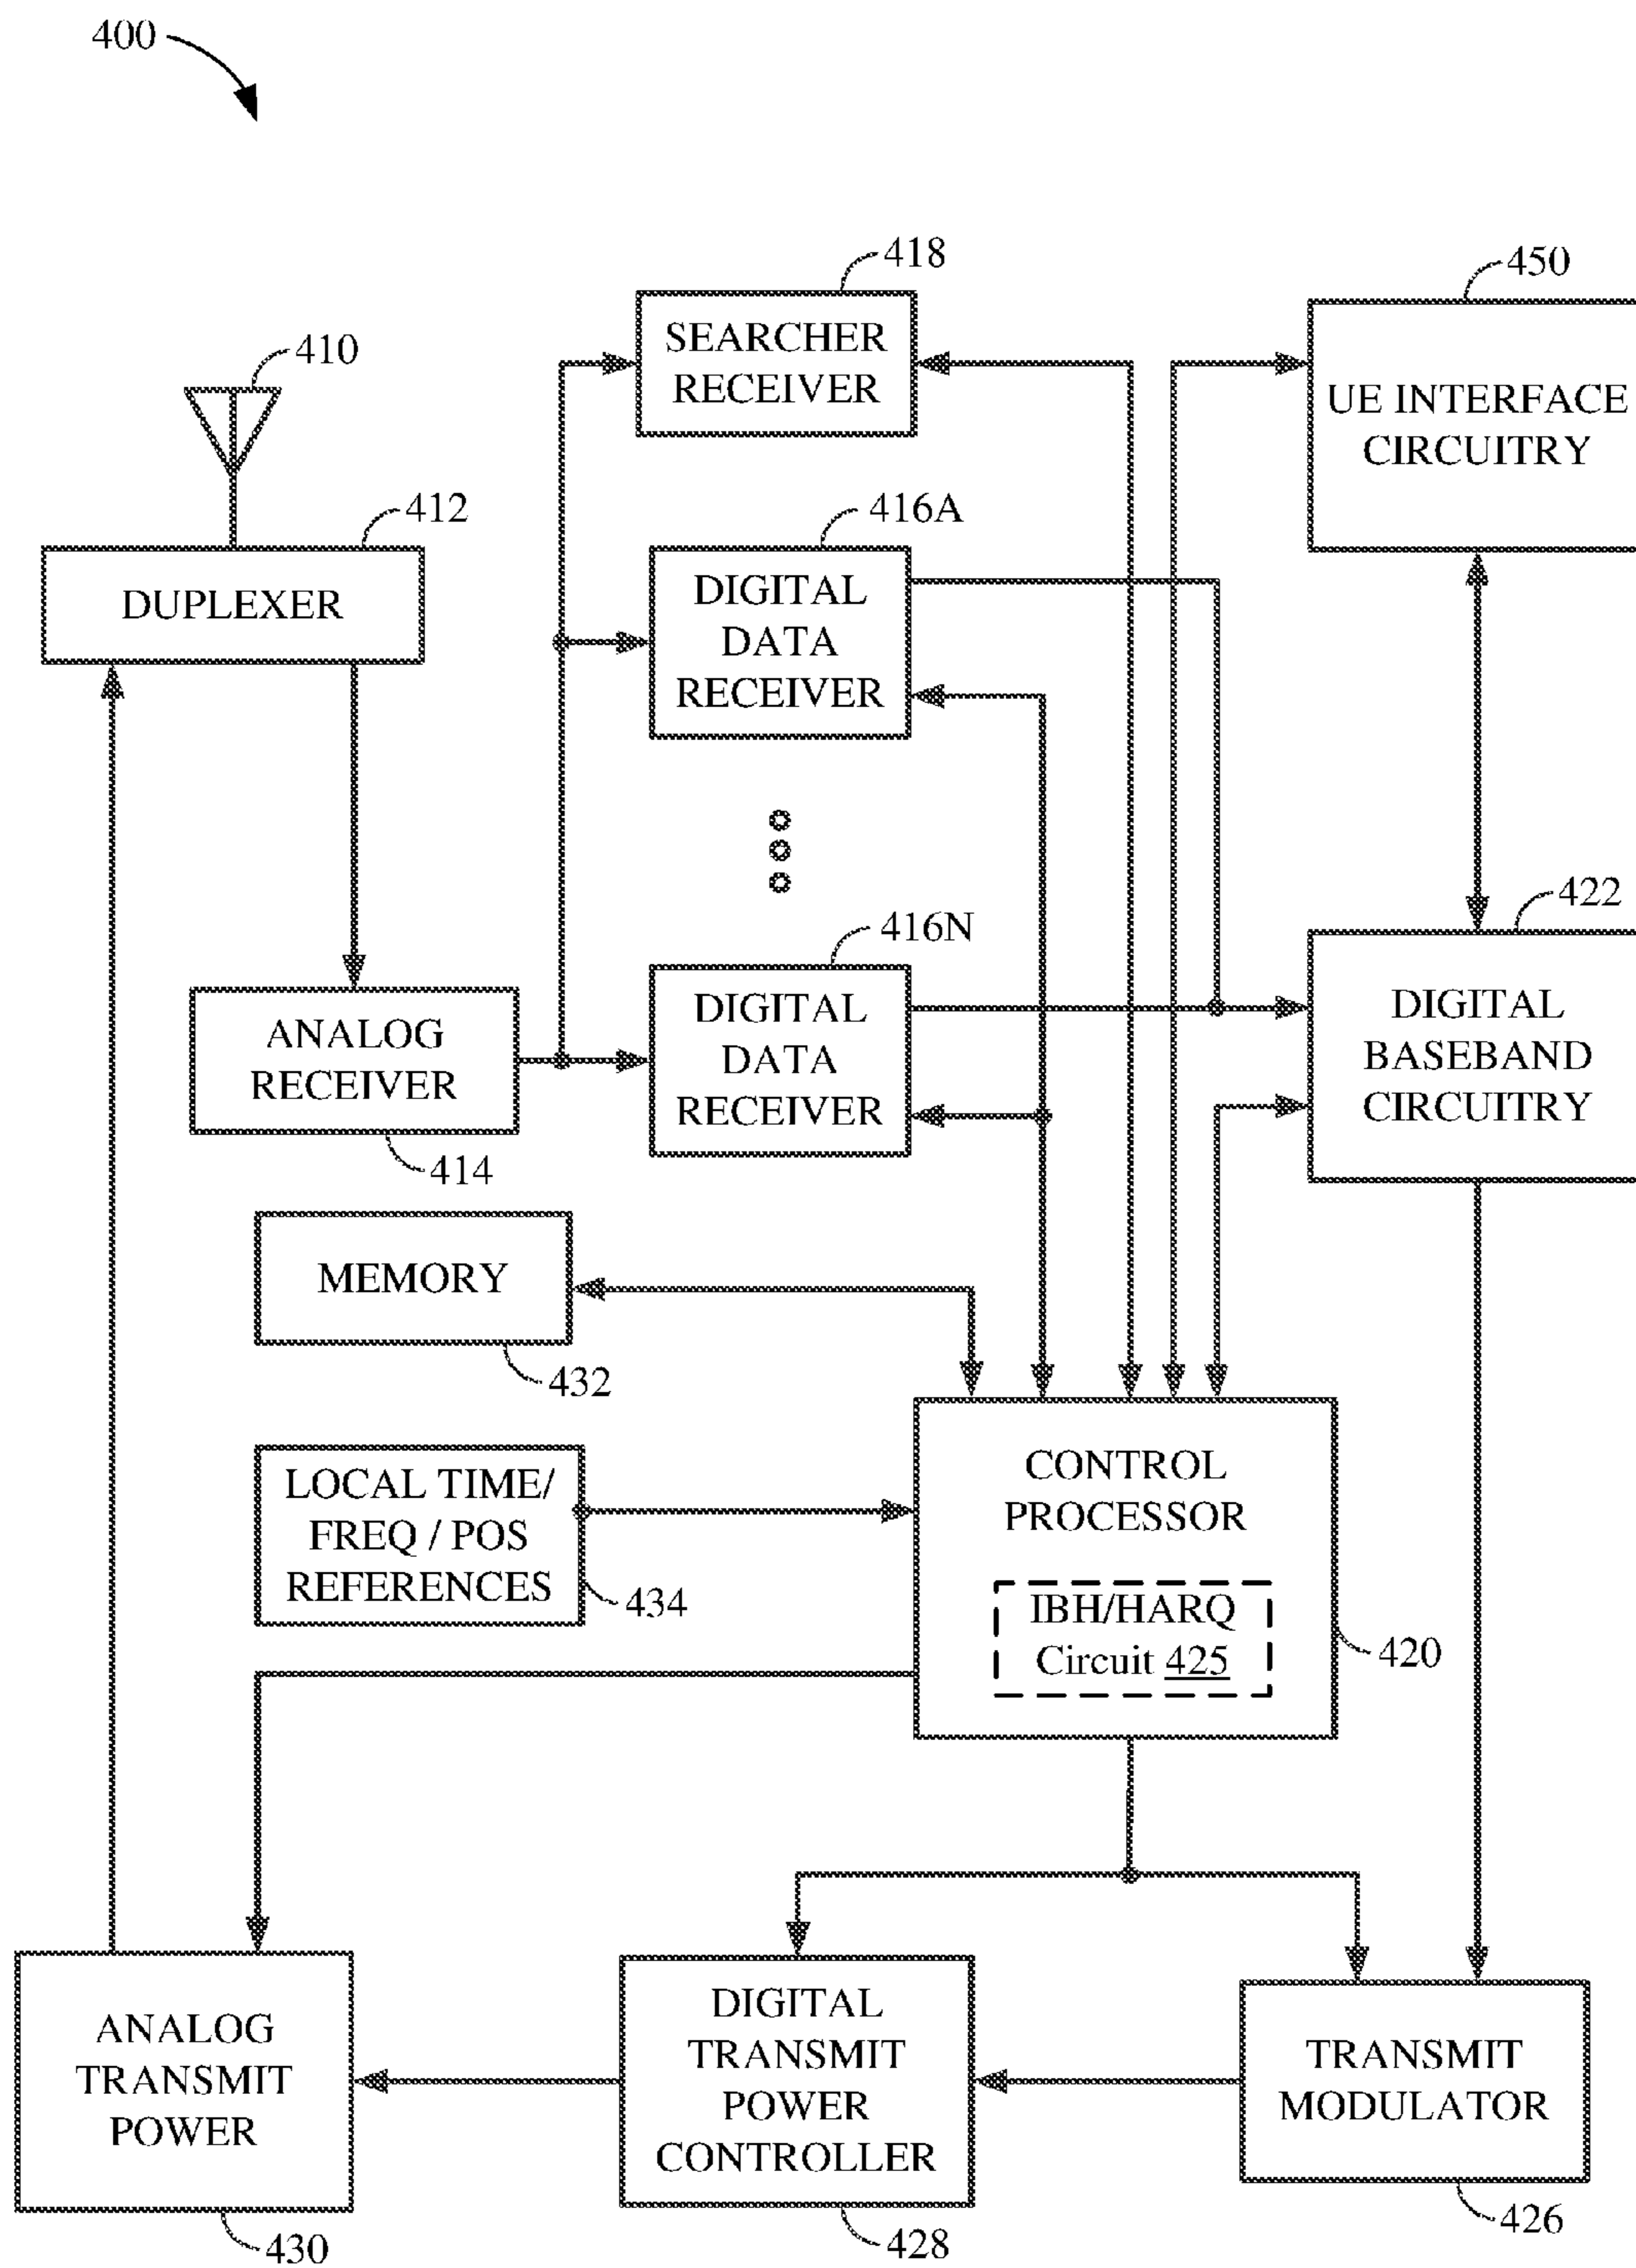 400
418
SEARCHER
RECEIVER
450
UE INTERFACE
CIRCUITRY
410
412
DUPLEXER
416A
DIGITAL
DATA
RECEIVER
416N
DIGITAL
DATA
RECEIVER
422
DIGITAL
BASEBAND
CIRCUITRY
ANALOG
RECEIVER
414
MEMORY
432
LOCAL TIME/
FREQ / POS
REFERENCES
434
CONTROL
PROCESSOR
IBH/HARQ
Circuit 425
420
ANALOG
TRANSMIT
POWER
430
DIGITAL
TRANSMIT
POWER
CONTROLLER
428
TRANSMIT
MODULATOR
426